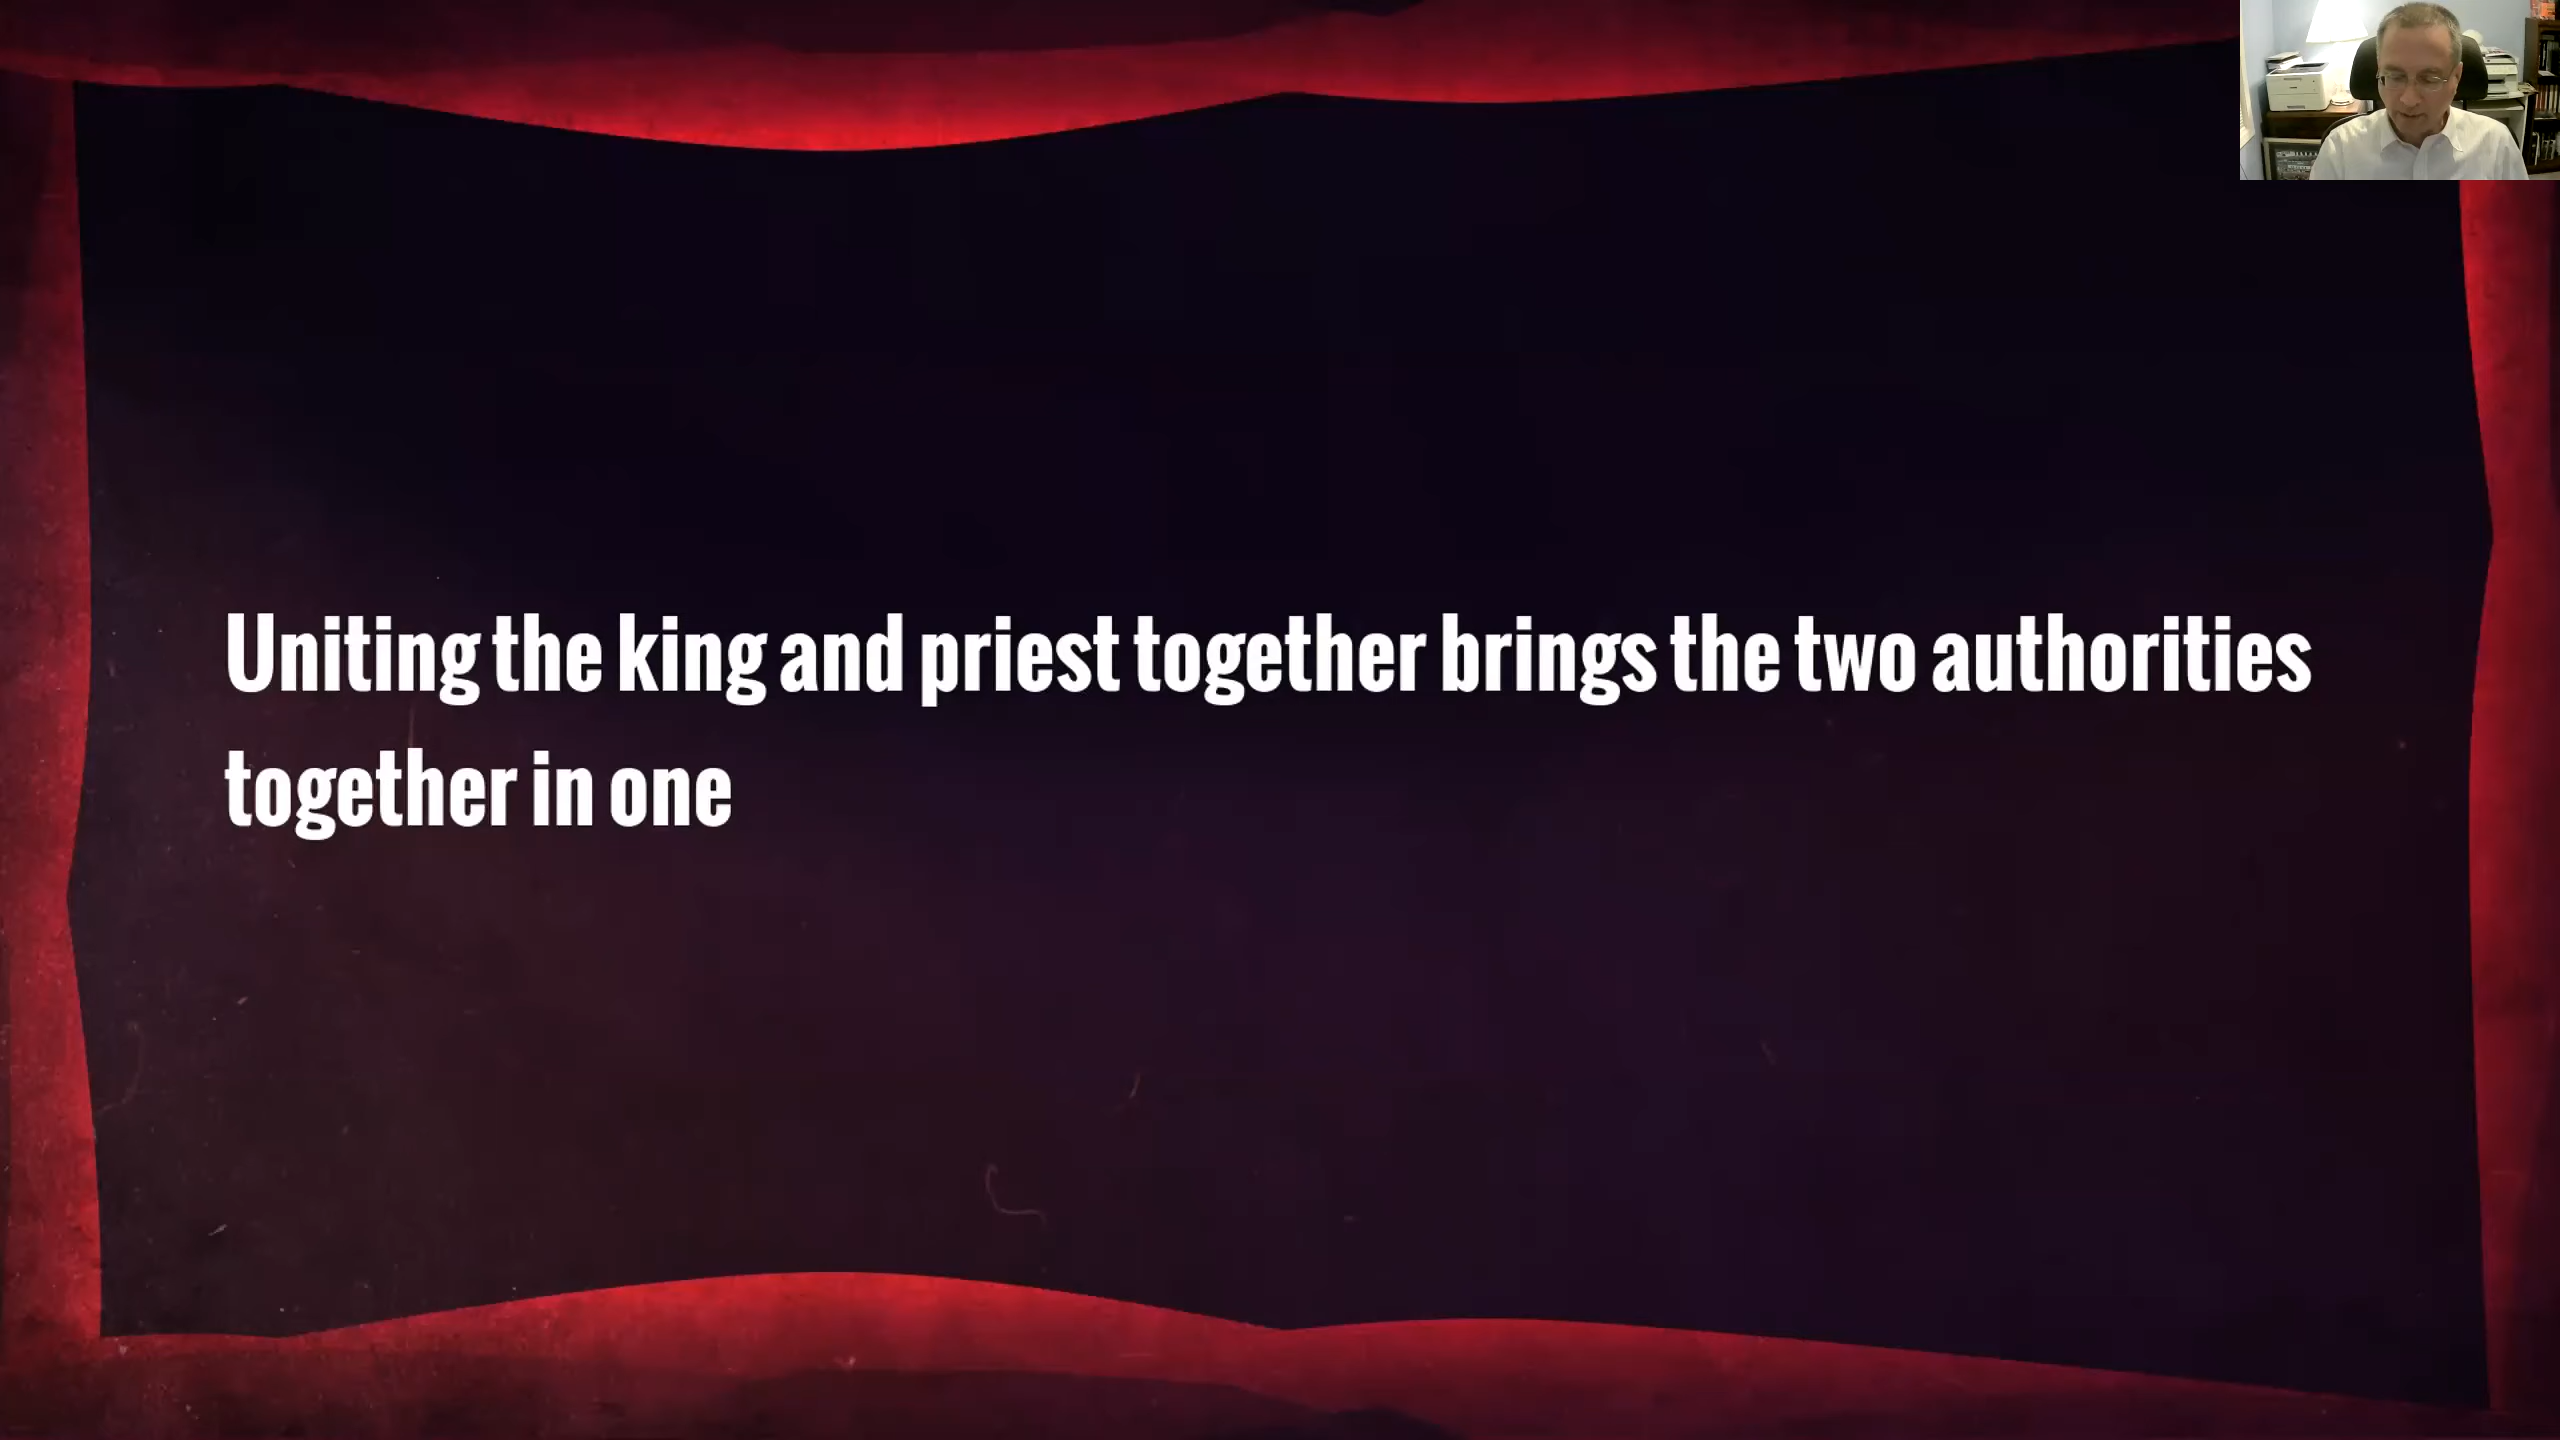 Uniting the king and priest together brings the two authorities
together in one